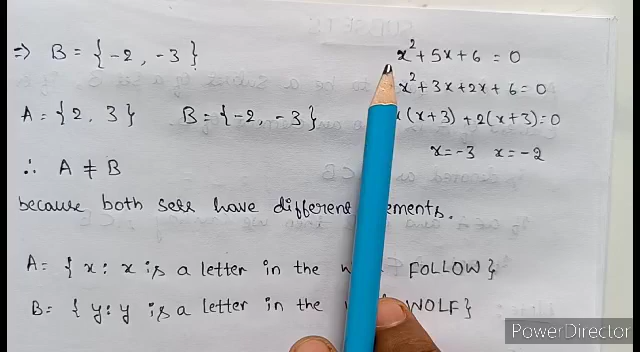 ⇒ B = {-2, -3}
x² + 5x + 6 = 0
x² + 3x + 2x + 6 = 0
A = {2, 3} B = {-2, -3}
(x+3) + 2(x+3) = 0
x = -3 x = -2
∴ A ≠ B
because both sets have different ements.
A = {x : x is a letter in the FOLLOW}
B = {y : y is a letter in the WOLF}
PowerDirector